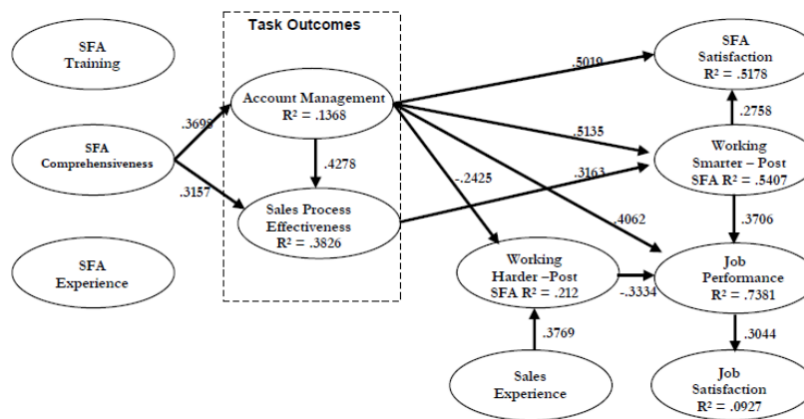 Task Outcomes
SFA
Training
SFA
Comprehensiveness
SFA
Experience
Account Management
R² = .1368
Sales Process
Effectiveness
R² = .3826
SFA
Satisfaction
R² = .5178
Working
Smarter – Post
SFA R² = .5407
Working
Harder –Post
SFA R² = .212
Job
Performance
R² = .7381
Sales
Experience
Job
Satisfaction
R² = .0927
.3698
.3157
.4278
.5019
.5135
-.2425
.3163
.4062
.2758
.3706
-.3334
.3769
.3044